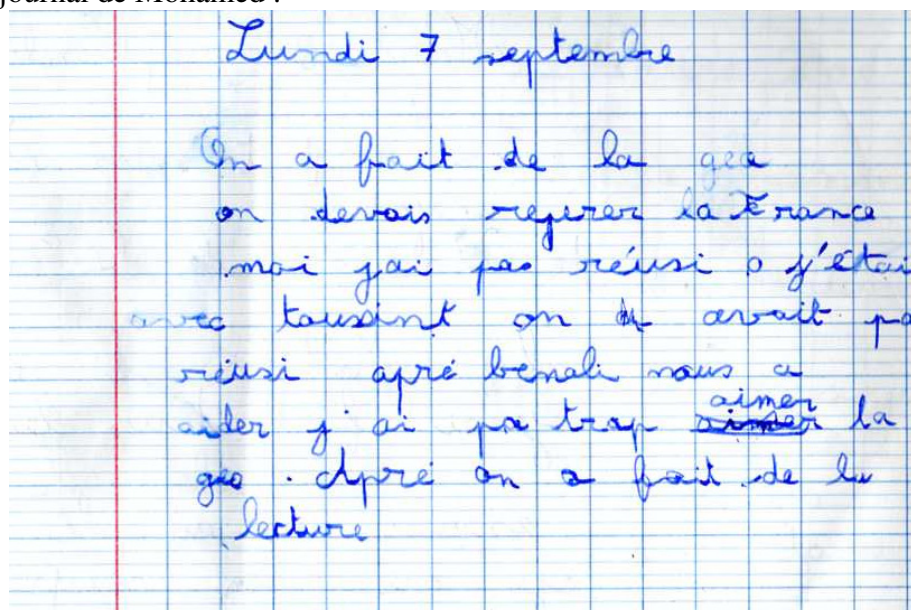 journal de Mohamed :
Lundi 7 septembre
On a fait de la geo
on devais reperer la France
moi jai pas réusi j'étai
avec tousint on avait pa
réusi apré benali nous a
aider j'ai pa trop aimer la
geo . Apré on a fait de la
lecture